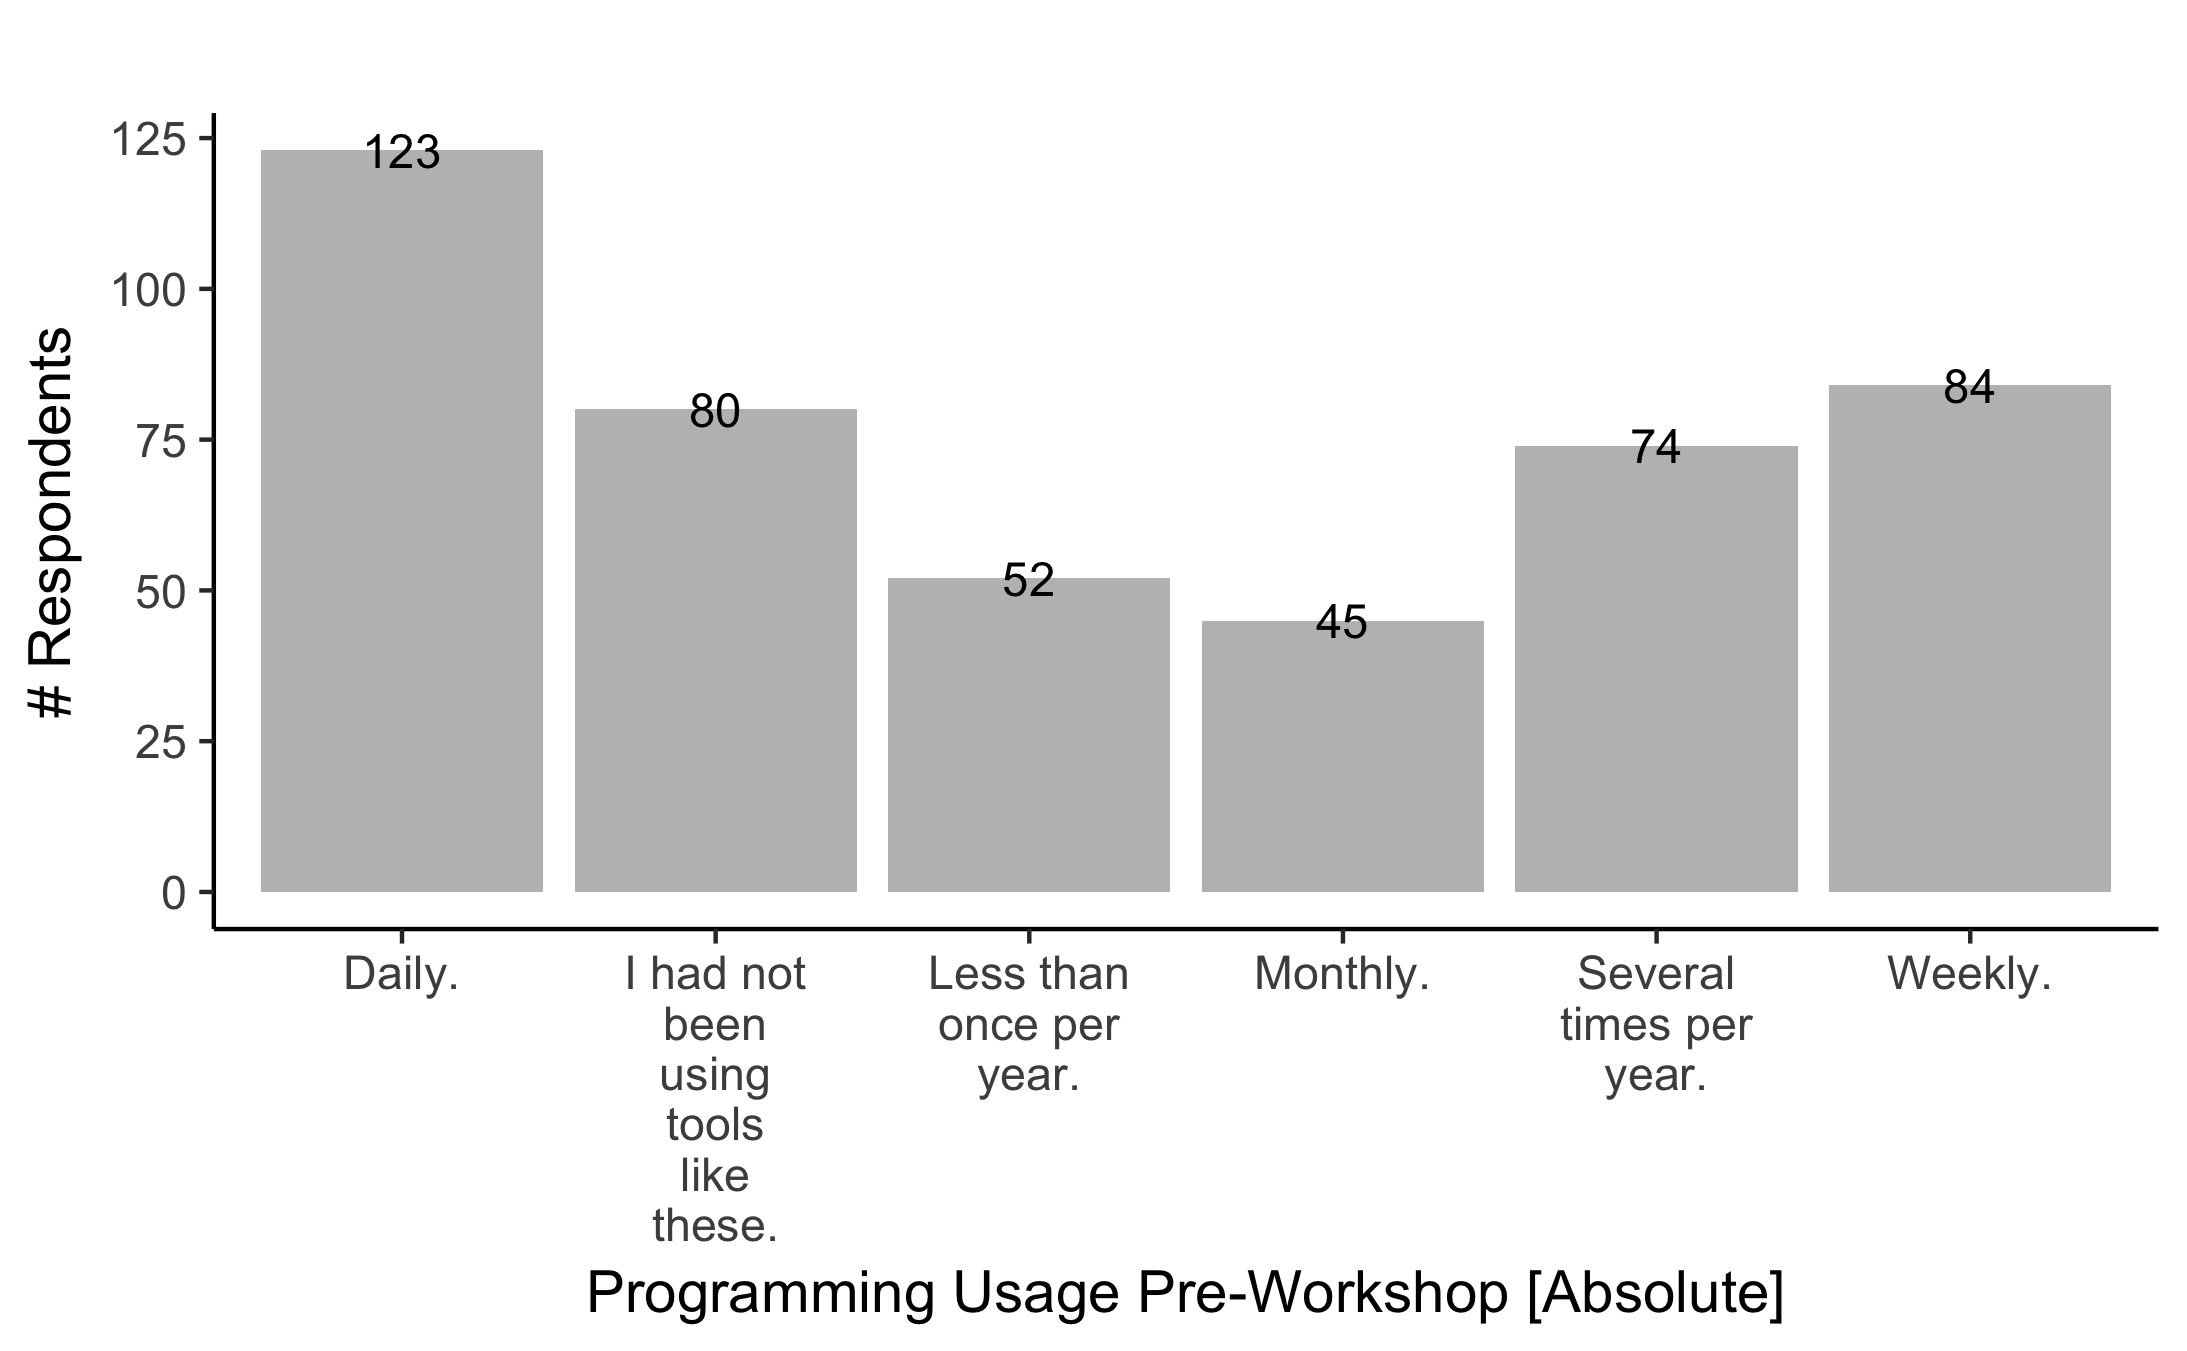 # Respondents
125
100
75
50
25
0
123
80
52
45
74
84
Daily.
I had not
been
using
tools
like
these.
Less than
once per
year.
Monthly.
Several
times per
year.
Weekly.
Programming Usage Pre-Workshop [Absolute]